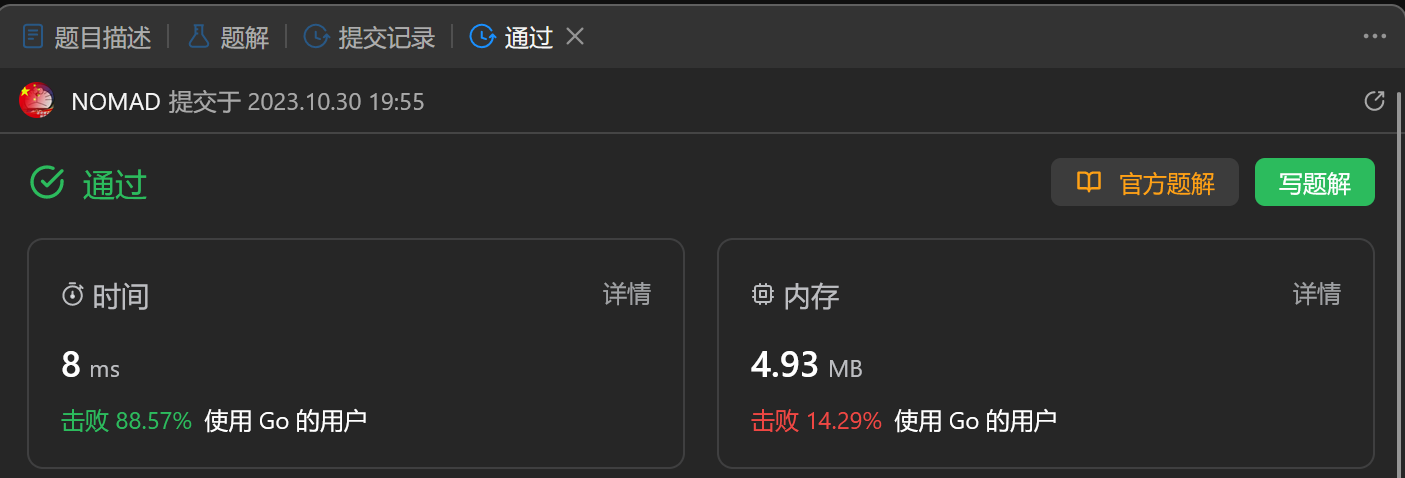 题目描述 题解 提交记录 通过
NOMAD 提交于 2023.10.30 19:55
通过 官方题解 写题解
时间 详情 内存 详情
8 ms 4.93 MB
击败 88.57% 使用 Go 的用户 击败 14.29% 使用 Go 的用户